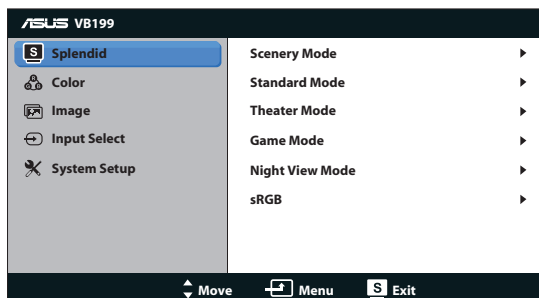 ASUS VB199
S Splendid
Color
Image
Input Select
System Setup
Scenery Mode
Standard Mode
Theater Mode
Game Mode
Night View Mode
sRGB
Move Menu S Exit